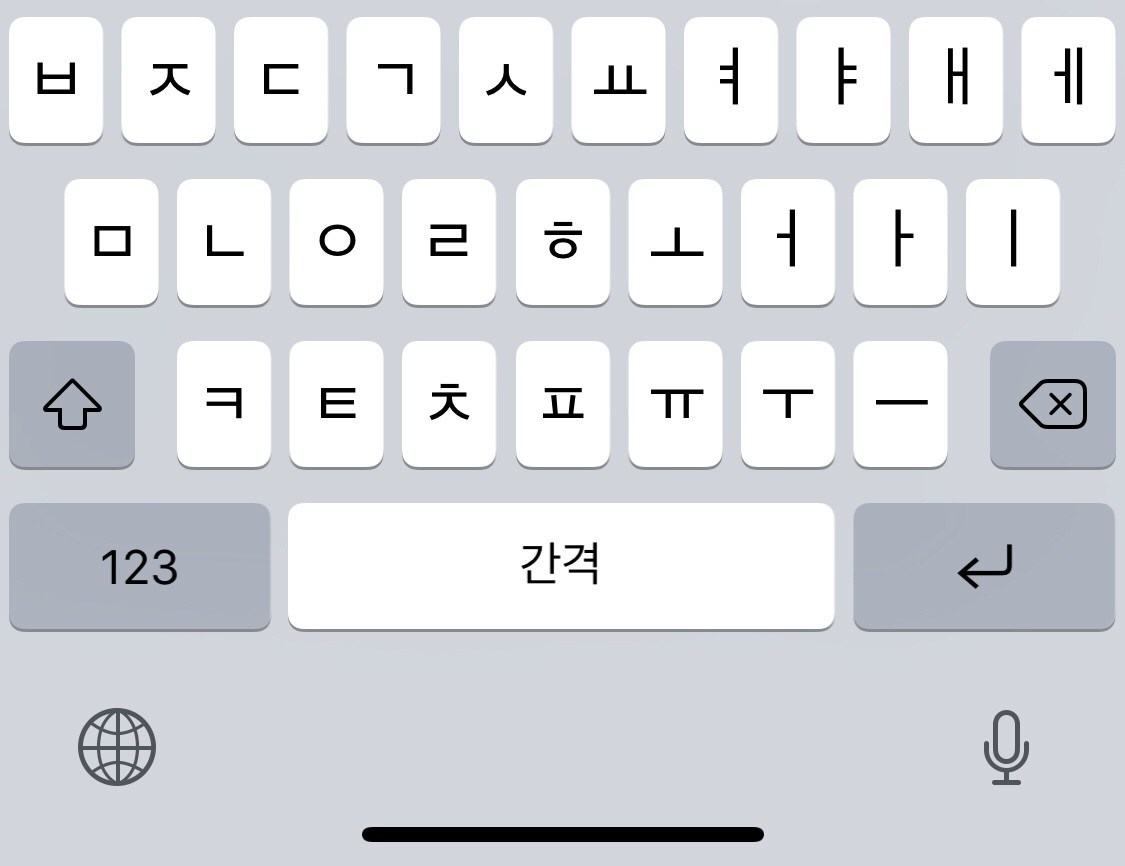 ㅂ ㅈ ㄷ ㄱ ㅅ ㅛ ㅕ ㅑ ㅐ ㅔ
ㅁ ㄴ ㅇ ㄹ ㅎ ㅗ ㅓ ㅏ ㅣ
ㅋ ㅌ ㅊ ㅍ ㅠ ㅜ ㅡ
123 간격